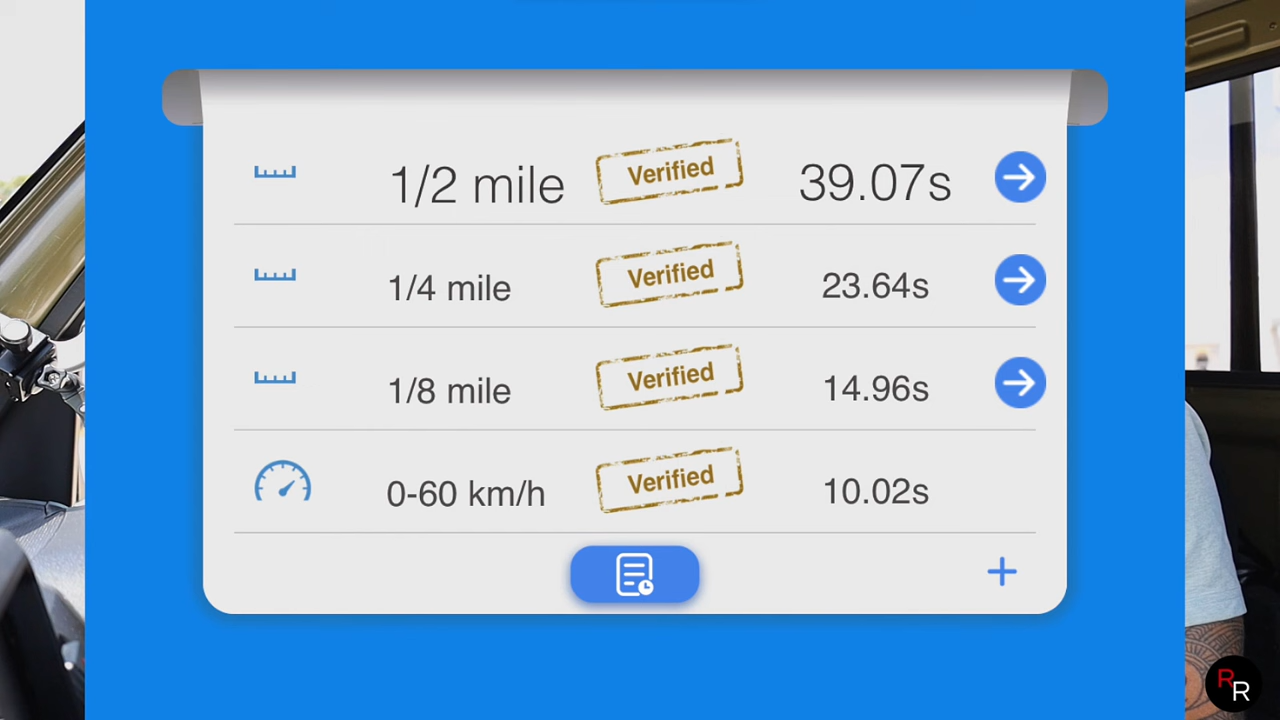 1/2 mile Verified 39.07s
1/4 mile Verified 23.64s
1/8 mile Verified 14.96s
0-60 km/h Verified 10.02s
RR